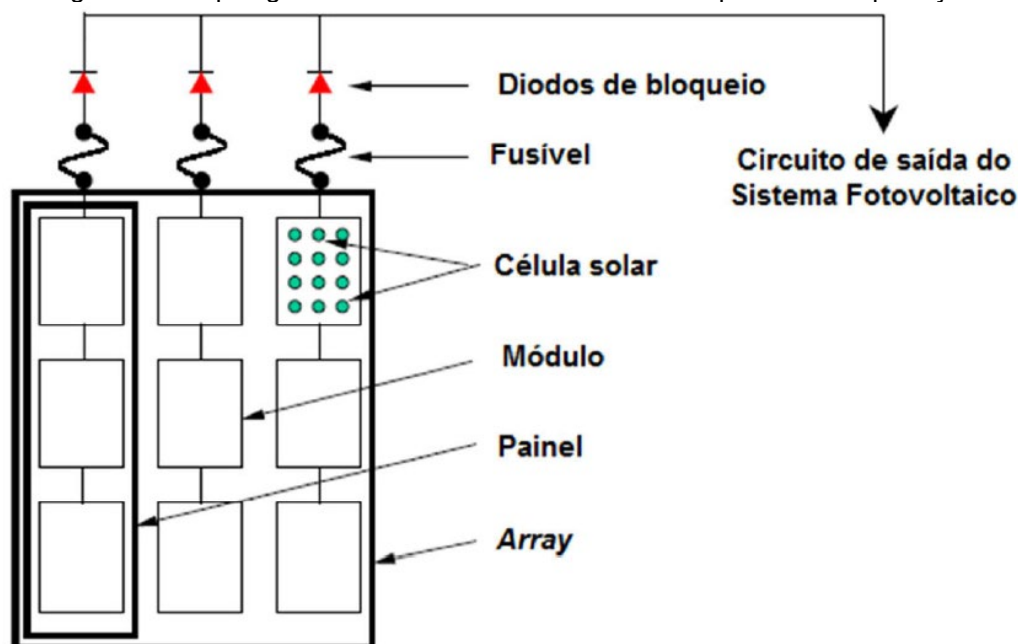 Diodos de bloqueio
Fusível
Circuito de saída do
Sistema Fotovoltaico
Célula solar
Módulo
Painel
Array